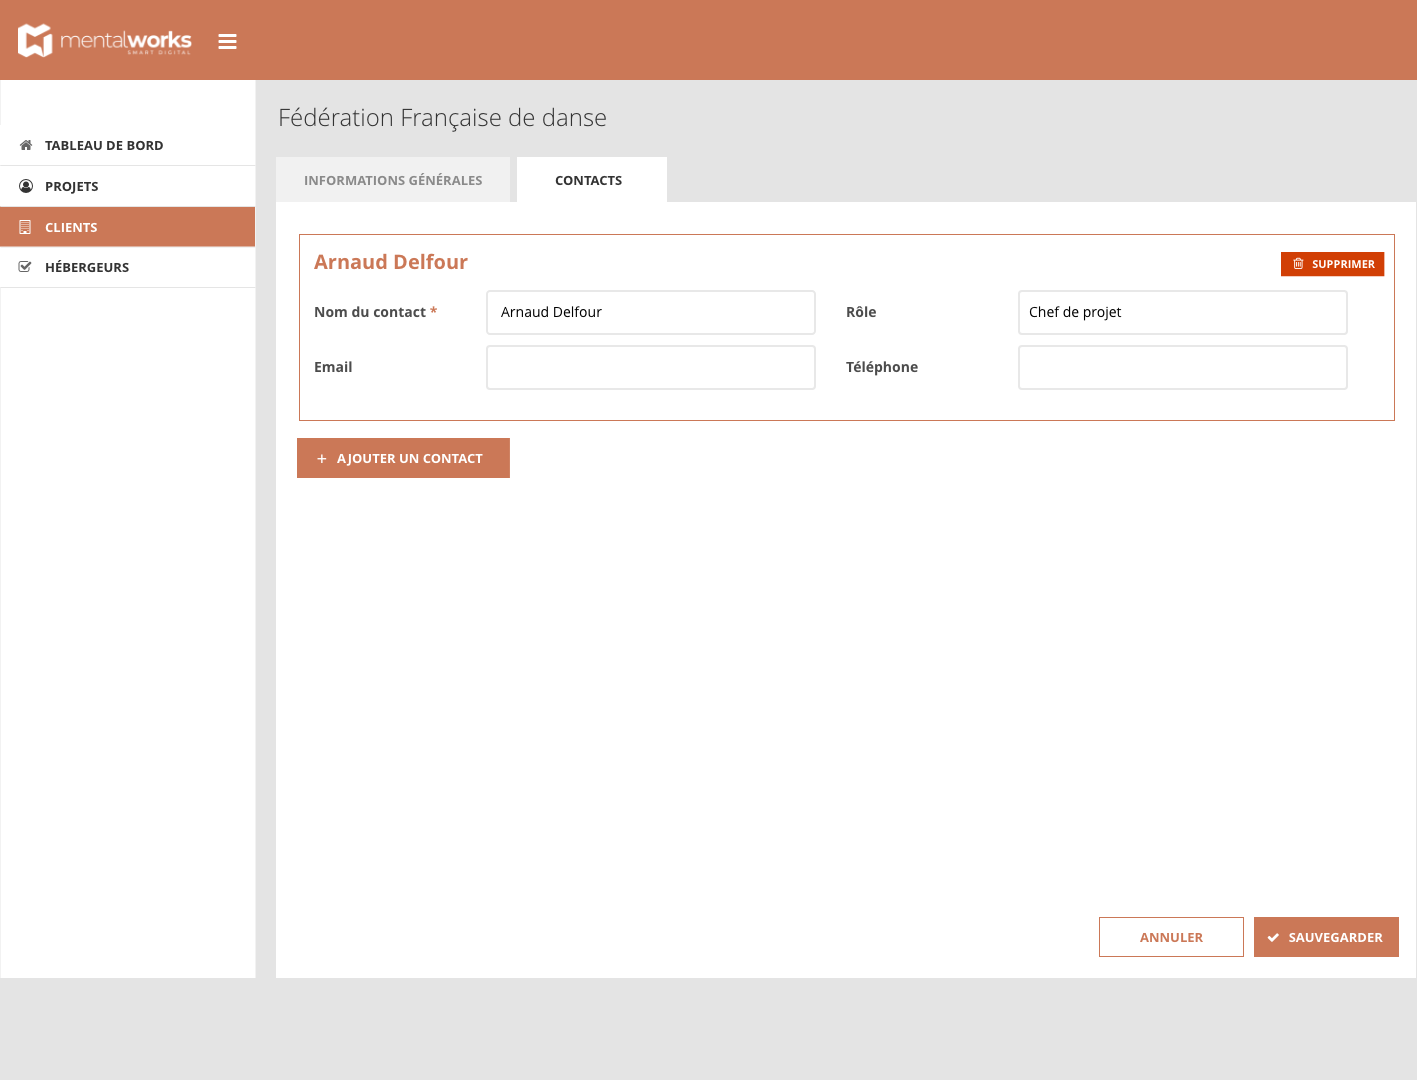 mentalworks
SMART DIGITAL
TABLEAU DE BORD
PROJETS
CLIENTS
HÉBERGEURS
Fédération Française de danse
INFORMATIONS GÉNÉRALES
CONTACTS
Arnaud Delfour
SUPPRIMER
Nom du contact *
Arnaud Delfour
Rôle
Chef de projet
Email
Téléphone
+ AJOUTER UN CONTACT
ANNULER
SAUVEGARDER